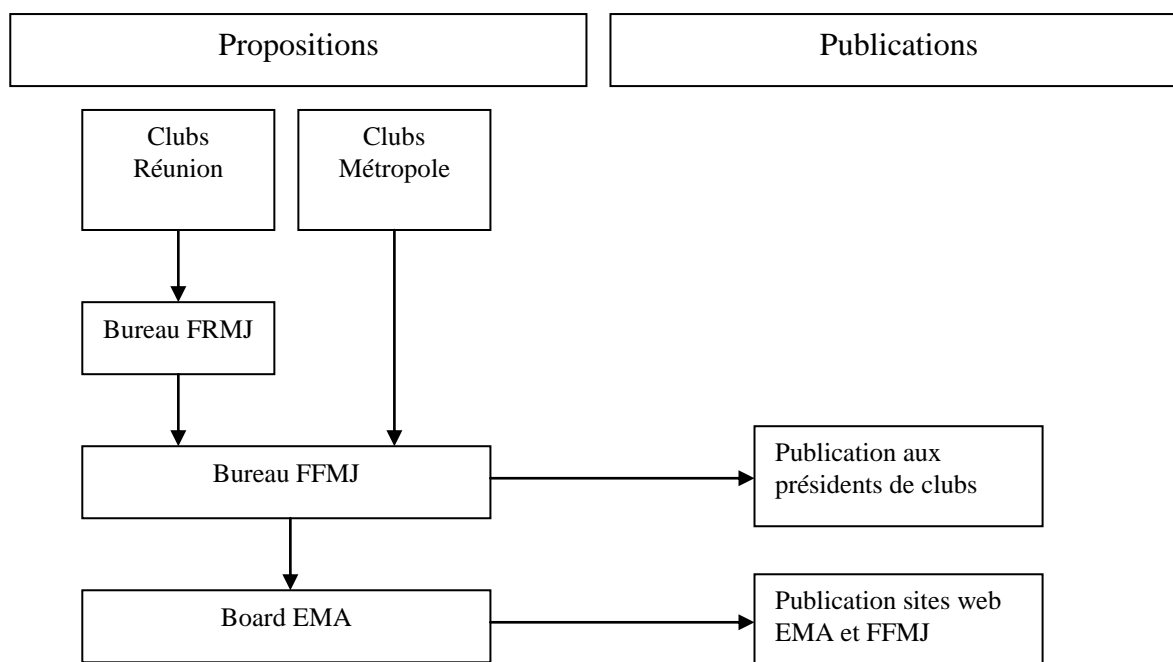 Propositions
Publications
Clubs
Réunion
Clubs
Métropole
Bureau FRMJ
Bureau FFMJ
Publication aux
présidents de clubs
Board EMA
Publication sites web
EMA et FFMJ